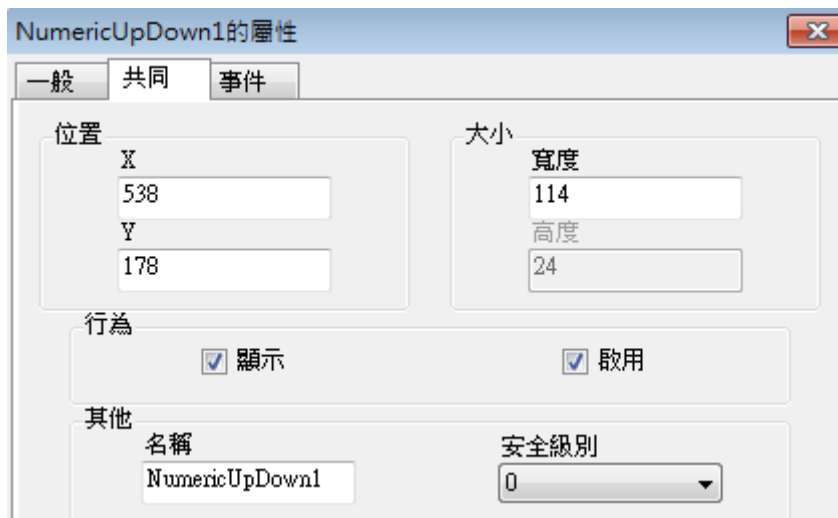 NumericUpDown1的屬性
一般 共同 事件
位置
X
538
Y
178
大小
寬度
114
高度
24
行為
顯示 啟用
其他
名稱
NumericUpDown1
安全級別
0